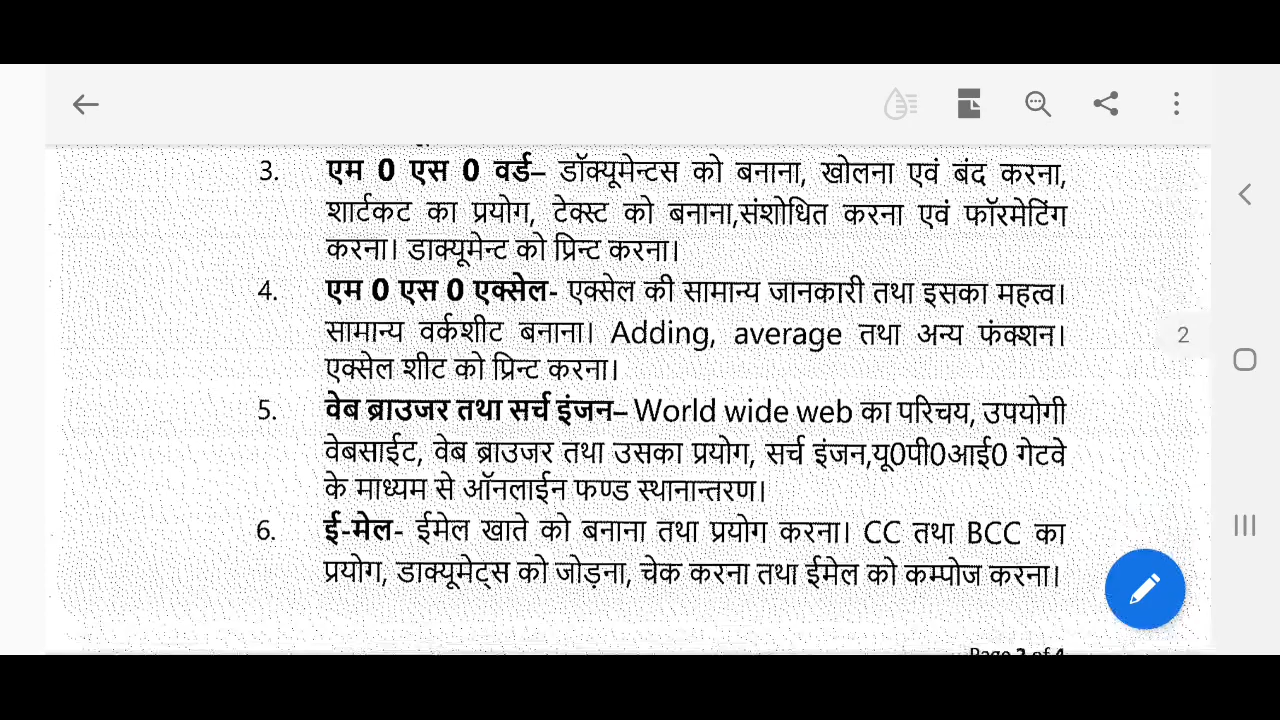 3. एम 0 एस 0 वर्ड– डॉक्यूमेन्टस को बनाना, खोलना एवं बंद करना,
शार्टकट का प्रयोग, टेक्स्ट को बनाना,संशोधित करना एवं फॉरमेटिंग
करना। डाक्यूमेन्ट को प्रिन्ट करना।
4. एम 0 एस 0 एक्सेल- एक्सेल की सामान्य जानकारी तथा इसका महत्व।
सामान्य वर्कशीट बनाना। Adding, average तथा अन्य फंक्शन।
2
एक्सेल शीट को प्रिन्ट करना।
5. वेब ब्राउजर तथा सर्च इंजन– World wide web का परिचय, उपयोगी
वेबसाईट, वेब ब्राउजर तथा उसका प्रयोग, सर्च इंजन,यू0पी0आई0 गेटवे
के माध्यम से ऑनलाईन फण्ड स्थानान्तरण।
6. ई-मेल- ईमेल खाते को बनाना तथा प्रयोग करना। CC तथा BCC का
प्रयोग, डाक्यूमेट्स को जोड़ना, चेक करना तथा ईमेल को कम्पोज करना।
Page 2 of 4